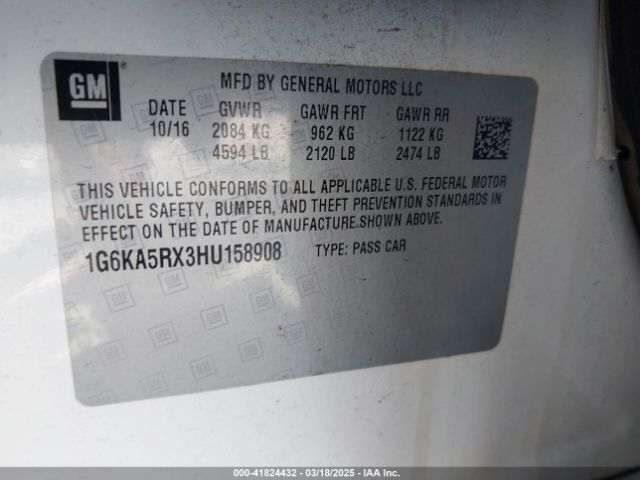 GM
MFD BY GENERAL MOTORS LLC
DATE GVWR GAWR FRT GAWR RR
10/16 2084 KG 962 KG 1122 KG
4594 LB 2120 LB 2474 LB
THIS VEHICLE CONFORMS TO ALL APPLICABLE U.S. FEDERAL MOTOR
VEHICLE SAFETY, BUMPER, AND THEFT PREVENTION STANDARDS IN
EFFECT ON THE DATE OF MANUFACTURE SHOWN ABOVE.
1G6KA5RX3HU158908 TYPE: PASS CAR
000-41824432 — 03/18/2025 — IAA Inc.